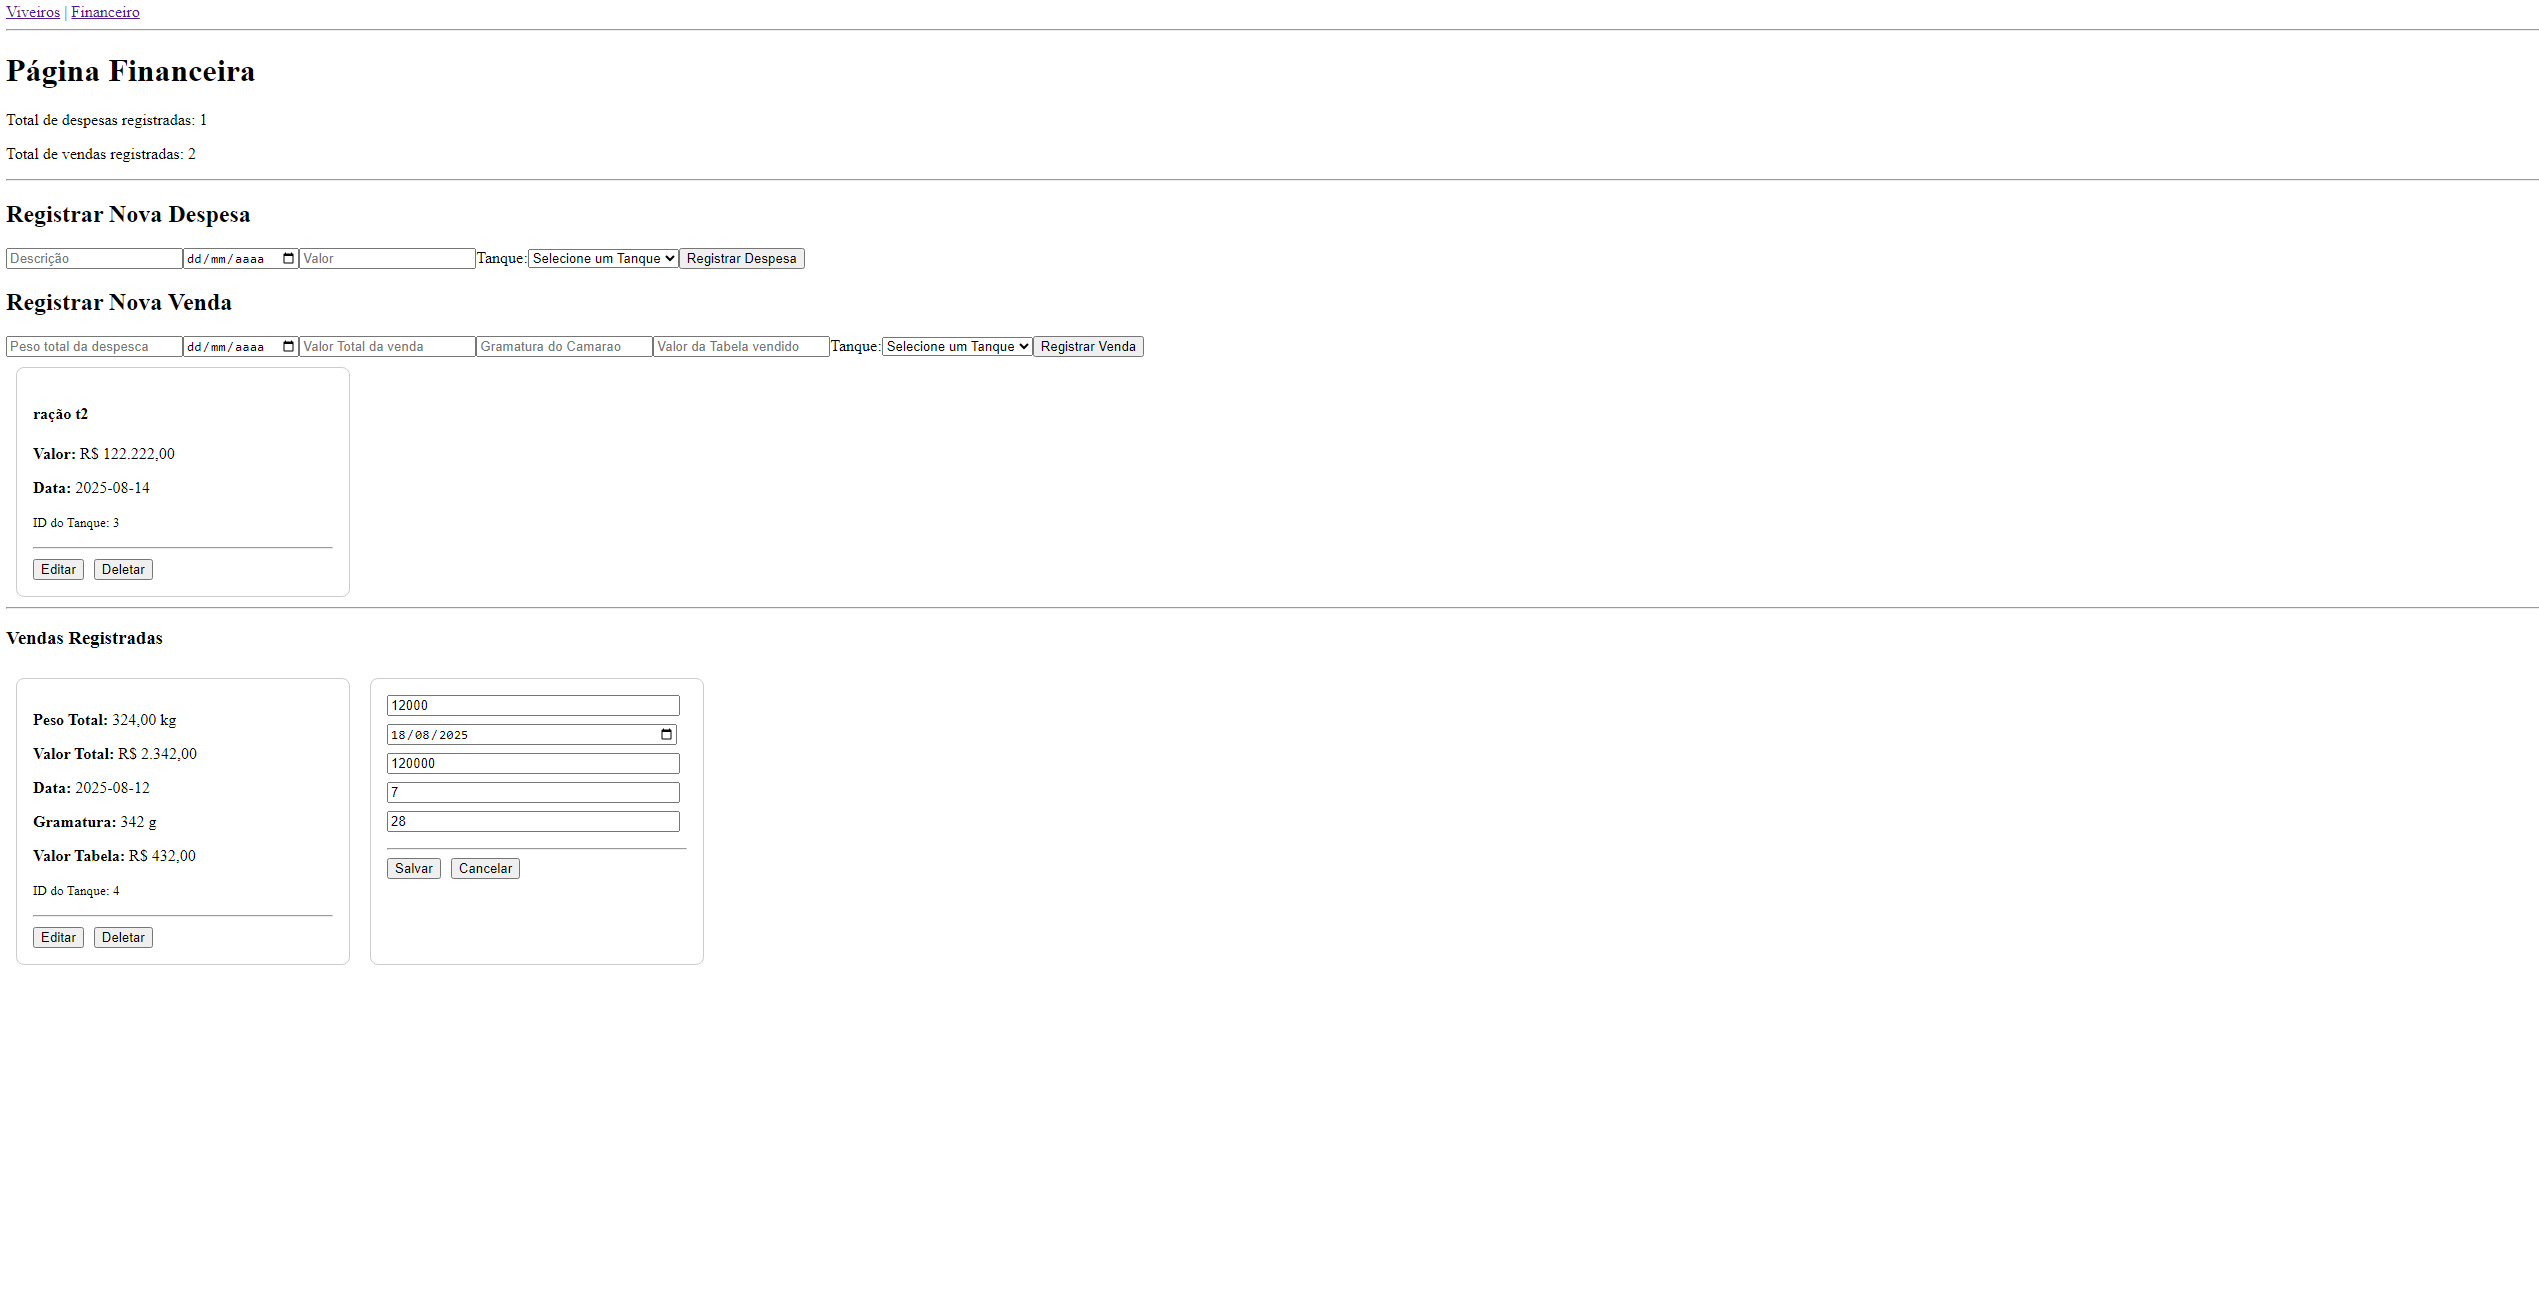 Viveiros | Financeiro
Página Financeira
Total de despesas registradas: 1
Total de vendas registradas: 2
Registrar Nova Despesa
Descrição dd/mm/aaaa Valor Tanque: Selecione um Tanque Registrar Despesa
Registrar Nova Venda
Peso total da despesca dd/mm/aaaa Valor Total da venda Gramatura do Camarao Valor da Tabela vendido Tanque: Selecione um Tanque Registrar Venda
ração t2
Valor: R$ 122.222,00
Data: 2025-08-14
ID do Tanque: 3
Editar Deletar
Vendas Registradas
Peso Total: 324,00 kg
Valor Total: R$ 2.342,00
Data: 2025-08-12
Gramatura: 342 g
Valor Tabela: R$ 432,00
ID do Tanque: 4
Editar Deletar
12000
18/08/2025
120000
7
28
Salvar Cancelar